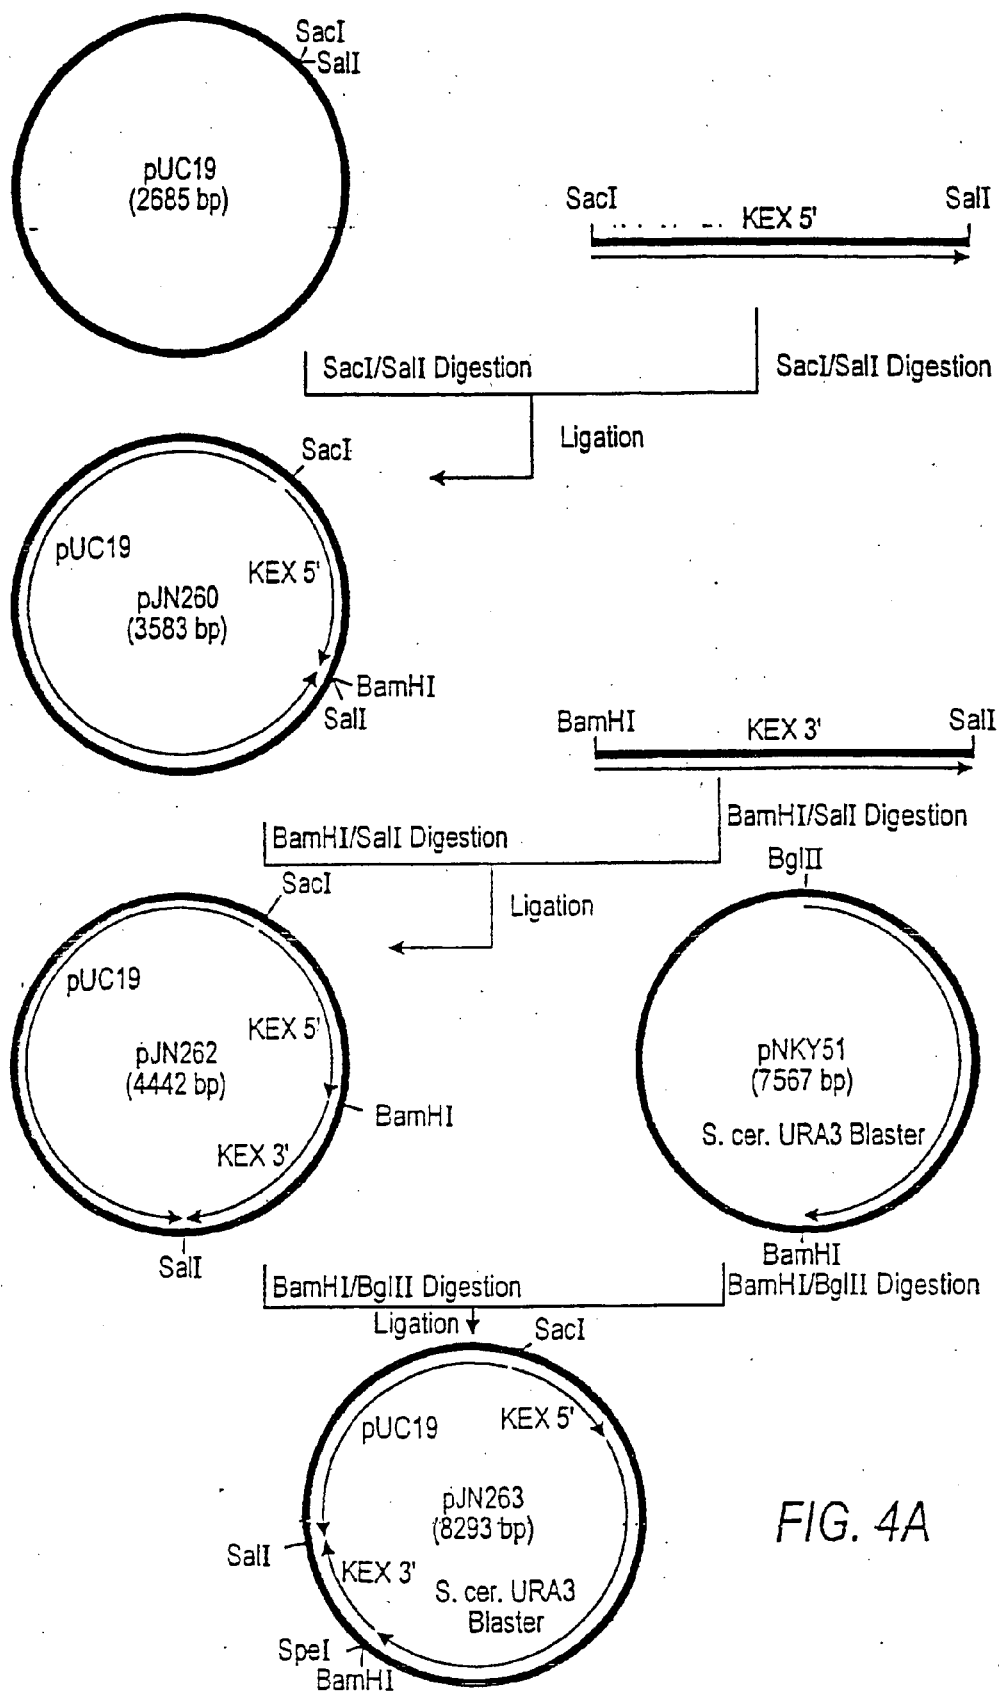 SacI
SalI
pUC19
(2685 bp)
SacI
KEX 5'
SalI
SacI/SalI Digestion
SacI/SalI Digestion
Ligation
SacI
pUC19
KEX 5'
pJN260
(3583 bp)
BamHI
SalI
BamHI
KEX 3'
SalI
BamHI/SalI Digestion
BamHI/SalI Digestion
Ligation
SacI
pUC19
KEX 5'
pJN262
(4442 bp)
BamHI
KEX 3'
SalI
BglII
pNKY51
(7567 bp)
S. cer. URA3 Blaster
BamHI
BamHI/BglII Digestion
BamHI/BglII Digestion
Ligation
SacI
pUC19
KEX 5'
pJN263
(8293 bp)
SalI
KEX 3'
S. cer. URA3
Blaster
SpeI
BamHI
FIG. 4A